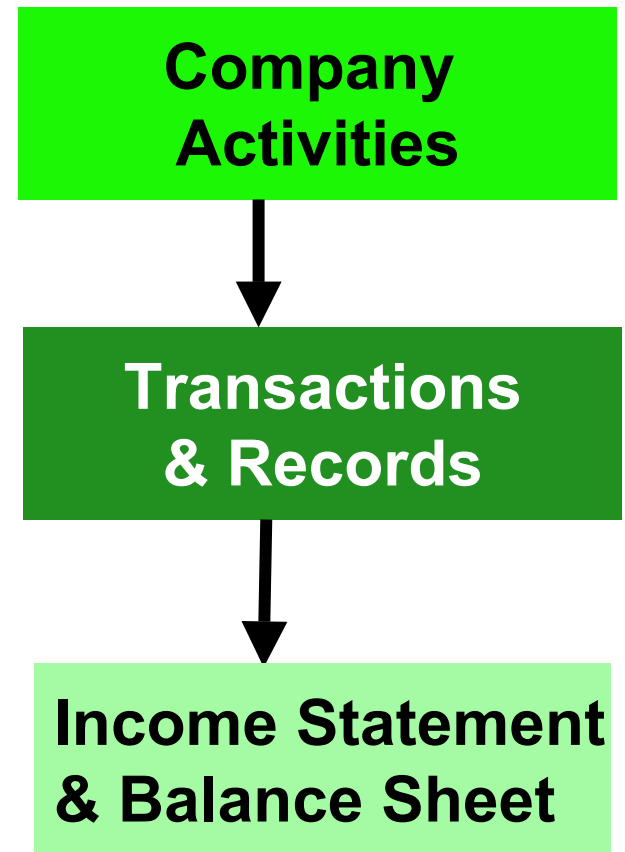 Company
Activities
Transactions
& Records
Income Statement
& Balance Sheet